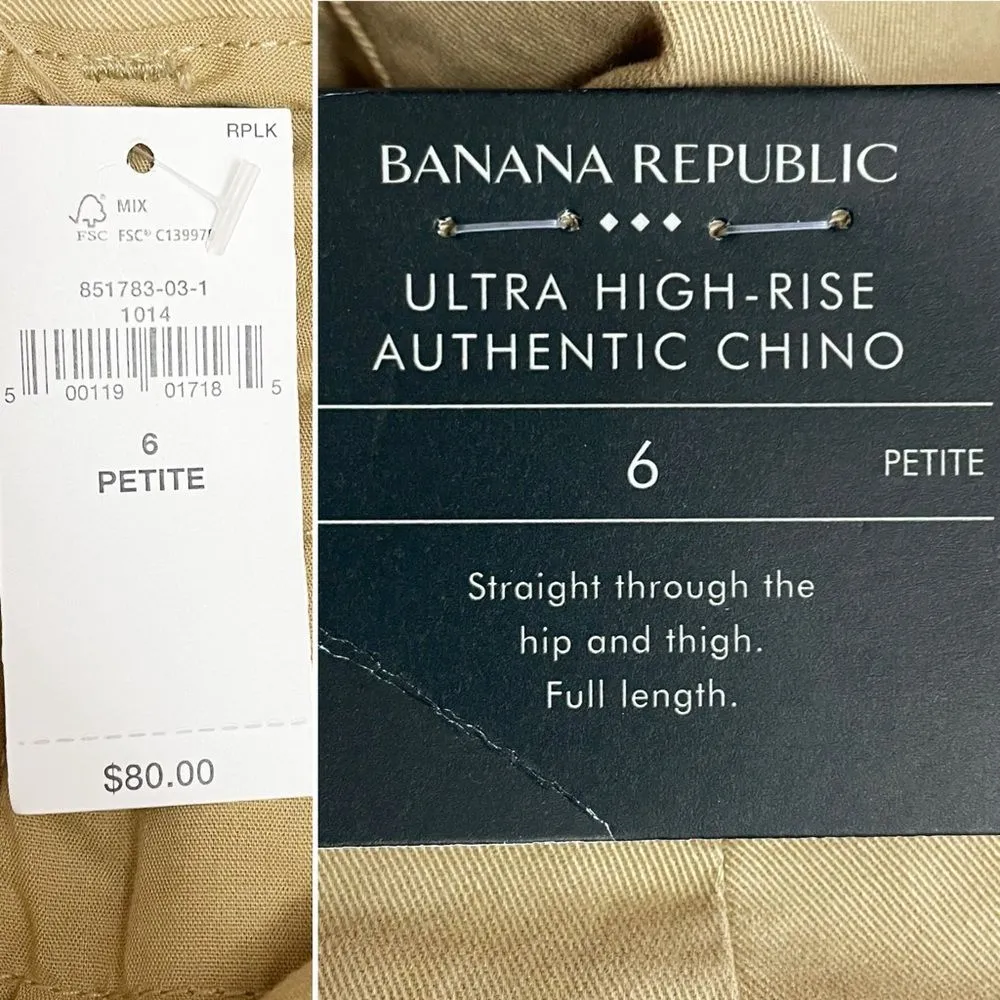 RPLK
MIX
FSC FSC® C13997
851783-03-1
1014
5 00119 01718 5
6
PETITE
$80.00
BANANA REPUBLIC
ULTRA HIGH-RISE
AUTHENTIC CHINO
6 PETITE
Straight through the
hip and thigh.
Full length.